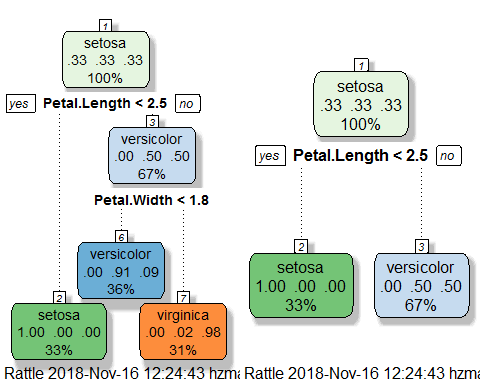 1
setosa
.33 .33 .33
100%
yes Petal.Length < 2.5 no
3
versicolor
.00 .50 .50
67%
Petal.Width < 1.8
6
versicolor
.00 .91 .09
36%
2
setosa
1.00 .00 .00
33%
7
virginica
.00 .02 .98
31%
Rattle 2018-Nov-16 12:24:43 hzma
1
setosa
.33 .33 .33
100%
yes Petal.Length < 2.5 no
2
setosa
1.00 .00 .00
33%
3
versicolor
.00 .50 .50
67%
Rattle 2018-Nov-16 12:24:43 hzma